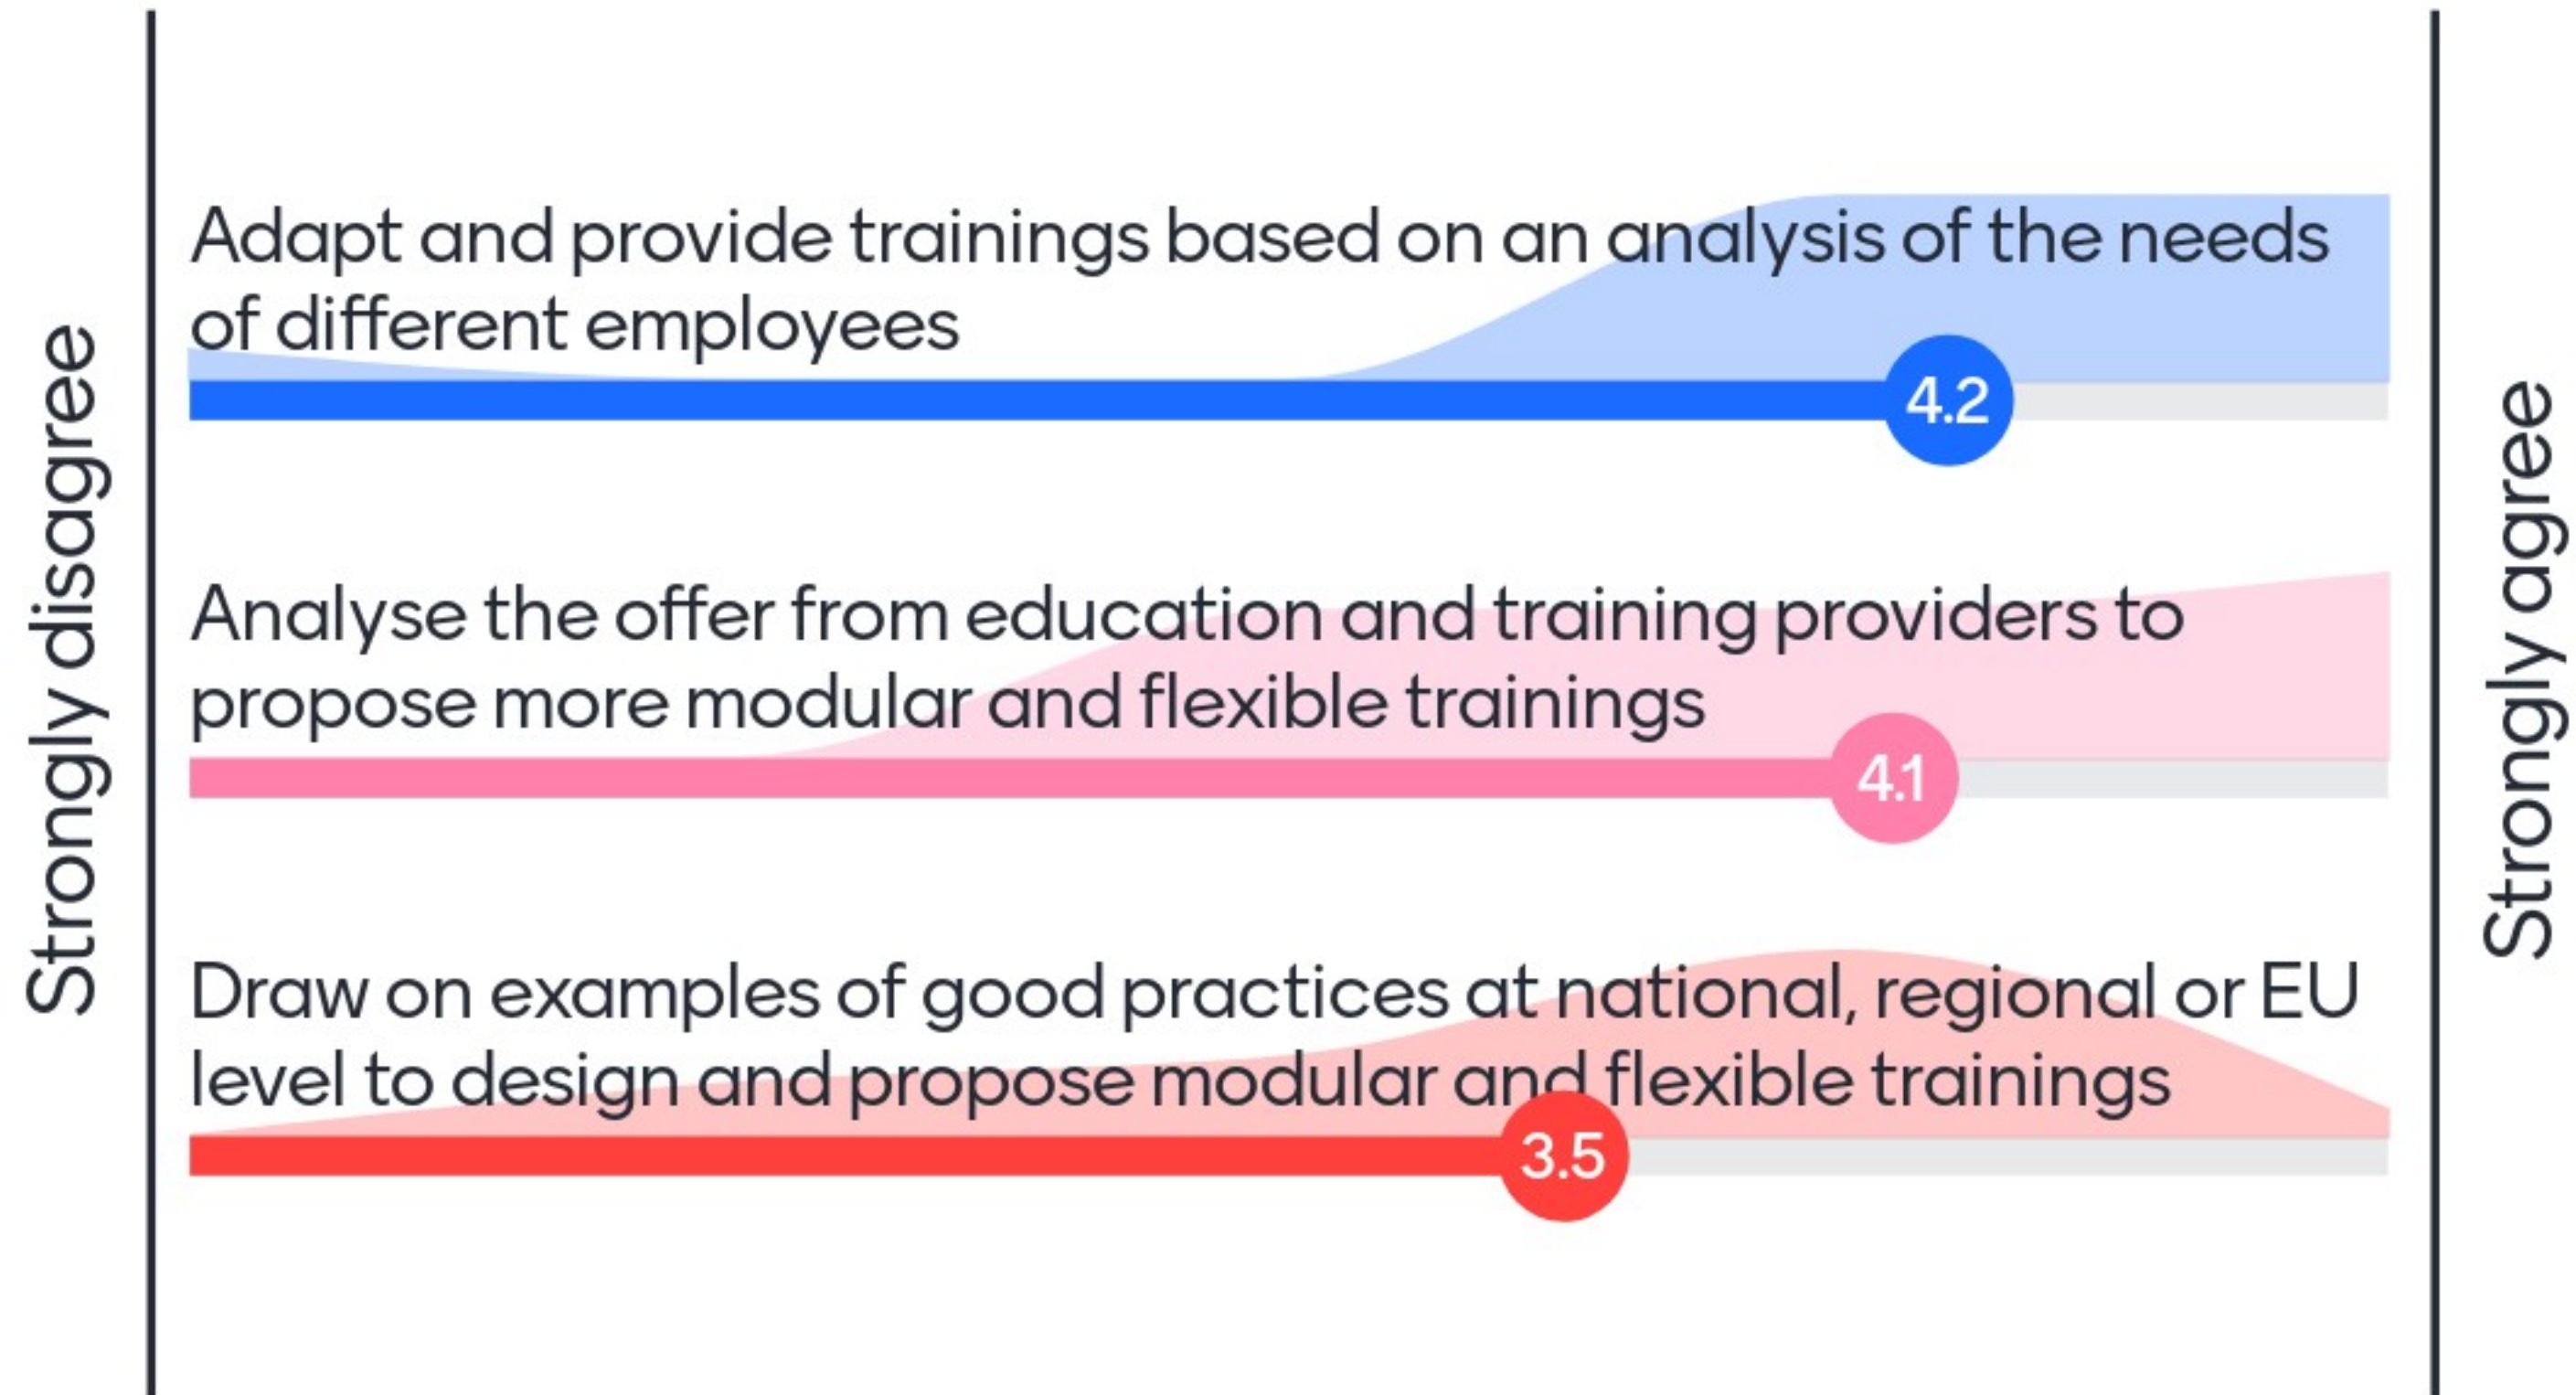 Strongly disagree
Adapt and provide trainings based on an analysis of the needs
of different employees
4.2
Analyse the offer from education and training providers to
propose more modular and flexible trainings
4.1
Draw on examples of good practices at national, regional or EU
level to design and propose modular and flexible trainings
3.5
Strongly agree